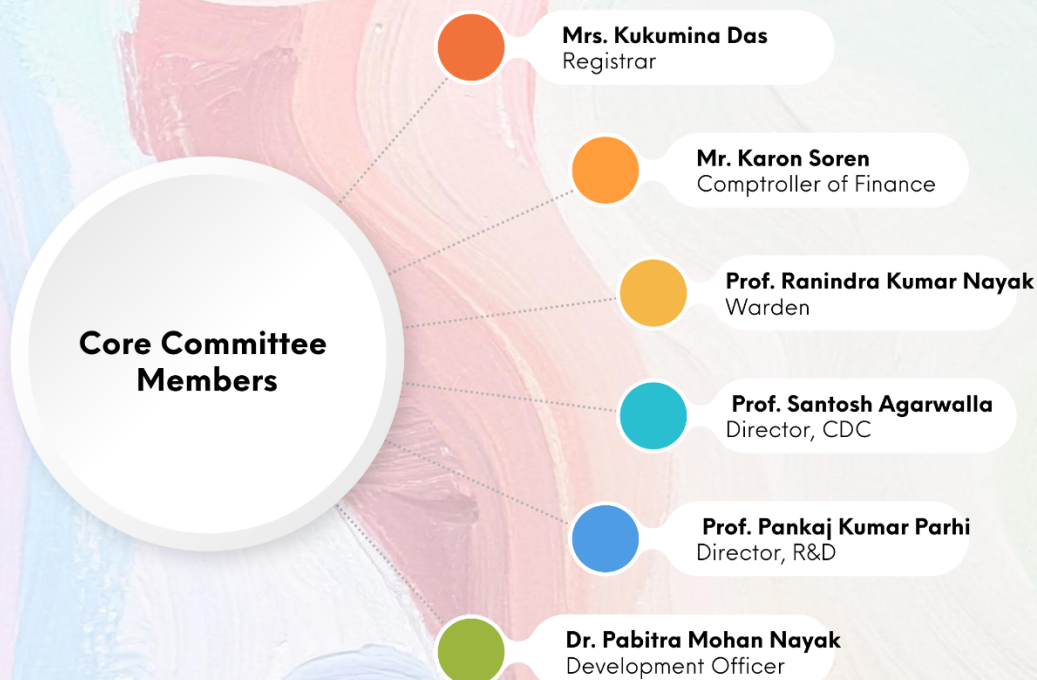 Mrs. Kukumina Das
Registrar
Mr. Karon Soren
Comptroller of Finance
Prof. Ranindra Kumar Nayak
Warden
Core Committee
Members
Prof. Santosh Agarwalla
Director, CDC
Prof. Pankaj Kumar Parhi
Director, R&D
Dr. Pabitra Mohan Nayak
Development Officer